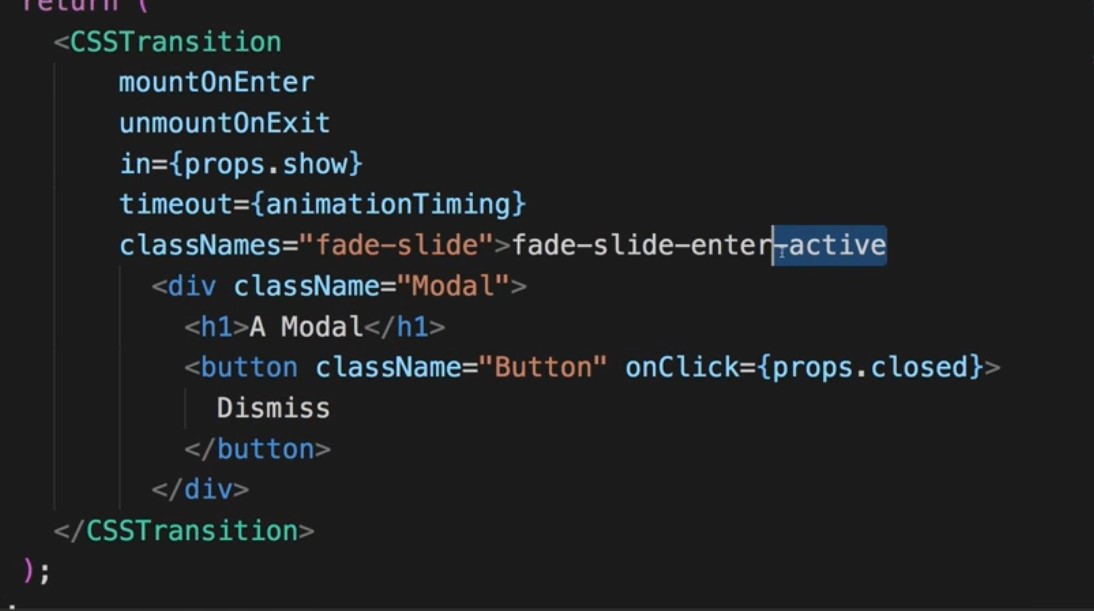 return (
<CSSTransition
mountOnEnter
unmountOnExit
in={props.show}
timeout={animationTiming}
classNames="fade-slide">fade-slide-enter-active
<div className="Modal">
<h1>A Modal</h1>
<button className="Button" onClick={props.closed}>
Dismiss
</button>
</div>
</CSSTransition>
);